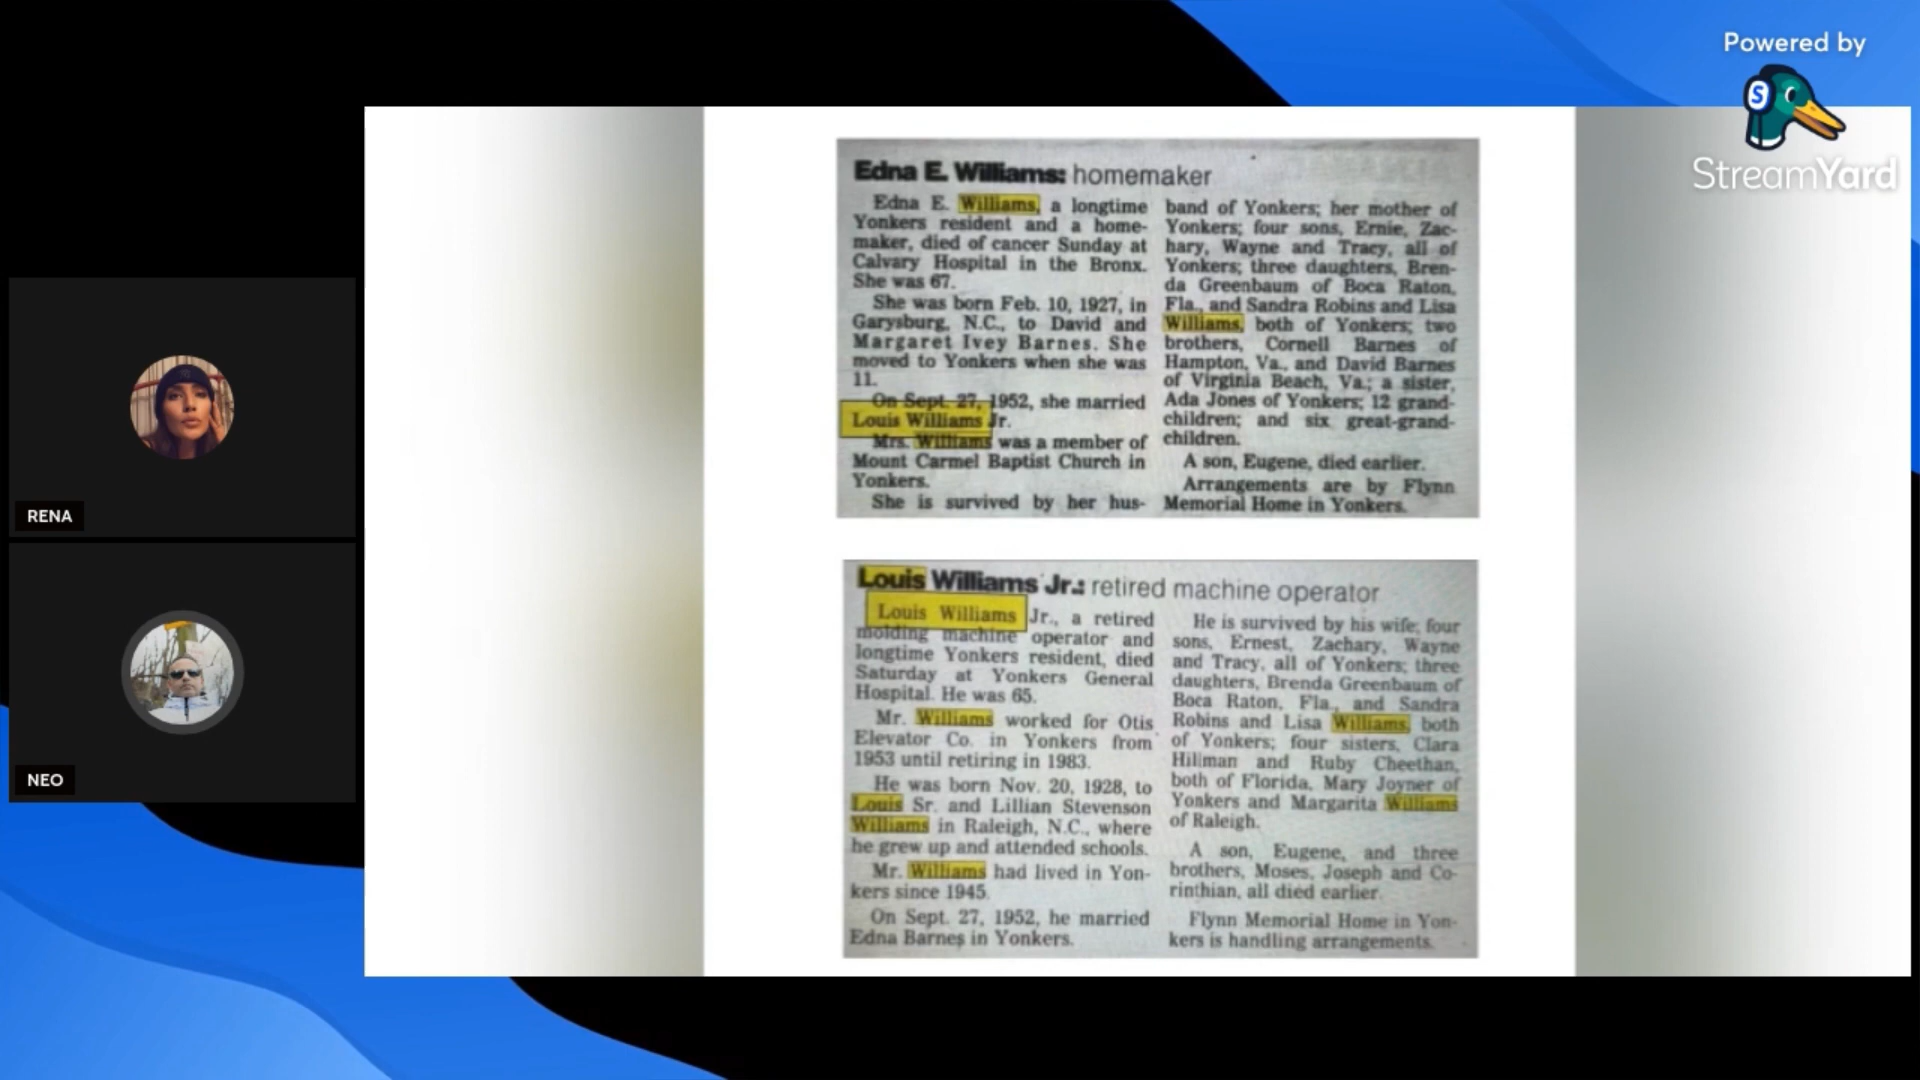 Powered by
StreamYard
RENA
NEO
Edna E. Williams: homemaker
Edna E. Williams, a longtime
Yonkers resident and a home-
maker, died of cancer Sunday at
Calvary Hospital in the Bronx.
She was 67.
She was born Feb. 10, 1927, in
Garysburg, N.C., to David and
Margaret Ivey Barnes. She
moved to Yonkers when she was
11.
On Sept. 27, 1952, she married
Louis Williams Jr.
Mrs. Williams was a member of
Mount Carmel Baptist Church in
Yonkers.
She is survived by her hus-
band of Yonkers; her mother of
Yonkers; four sons, Ernie, Zac-
hary, Wayne and Tracy, all of
Yonkers; three daughters, Bren-
da Greenbaum of Boca Raton,
Fla., and Sandra Robins and Lisa
Williams, both of Yonkers; two
brothers, Cornell Barnes of
Hampton, Va., and David Barnes
of Virginia Beach, Va.; a sister,
Ada Jones of Yonkers; 12 grand-
children; and six great-grand-
children.
A son, Eugene, died earlier.
Arrangements are by Flynn
Memorial Home in Yonkers.
Louis Williams Jr.: retired machine operator
Louis Williams Jr., a retired
molding machine operator and
longtime Yonkers resident, died
Saturday at Yonkers General
Hospital. He was 65.
Mr. Williams worked for Otis
Elevator Co. in Yonkers from
1953 until retiring in 1983.
He was born Nov. 20, 1928, to
Louis Sr. and Lillian Stevenson
Williams in Raleigh, N.C., where
he grew up and attended schools.
Mr. Williams had lived in Yon-
kers since 1945.
On Sept. 27, 1952, he married
Edna Barnes in Yonkers.
He is survived by his wife; four
sons, Ernest, Zachary, Wayne
and Tracy, all of Yonkers; three
daughters, Brenda Greenbaum of
Boca Raton, Fla., and Sandra
Robins and Lisa Williams, both
of Yonkers; four sisters, Clara
Hillman and Ruby Cheethan,
both of Florida, Mary Joyner of
Yonkers and Margarita Williams
of Raleigh.
A son, Eugene, and three
brothers, Moses, Joseph and Co-
rinthian, all died earlier.
Flynn Memorial Home in Yon-
kers is handling arrangements.